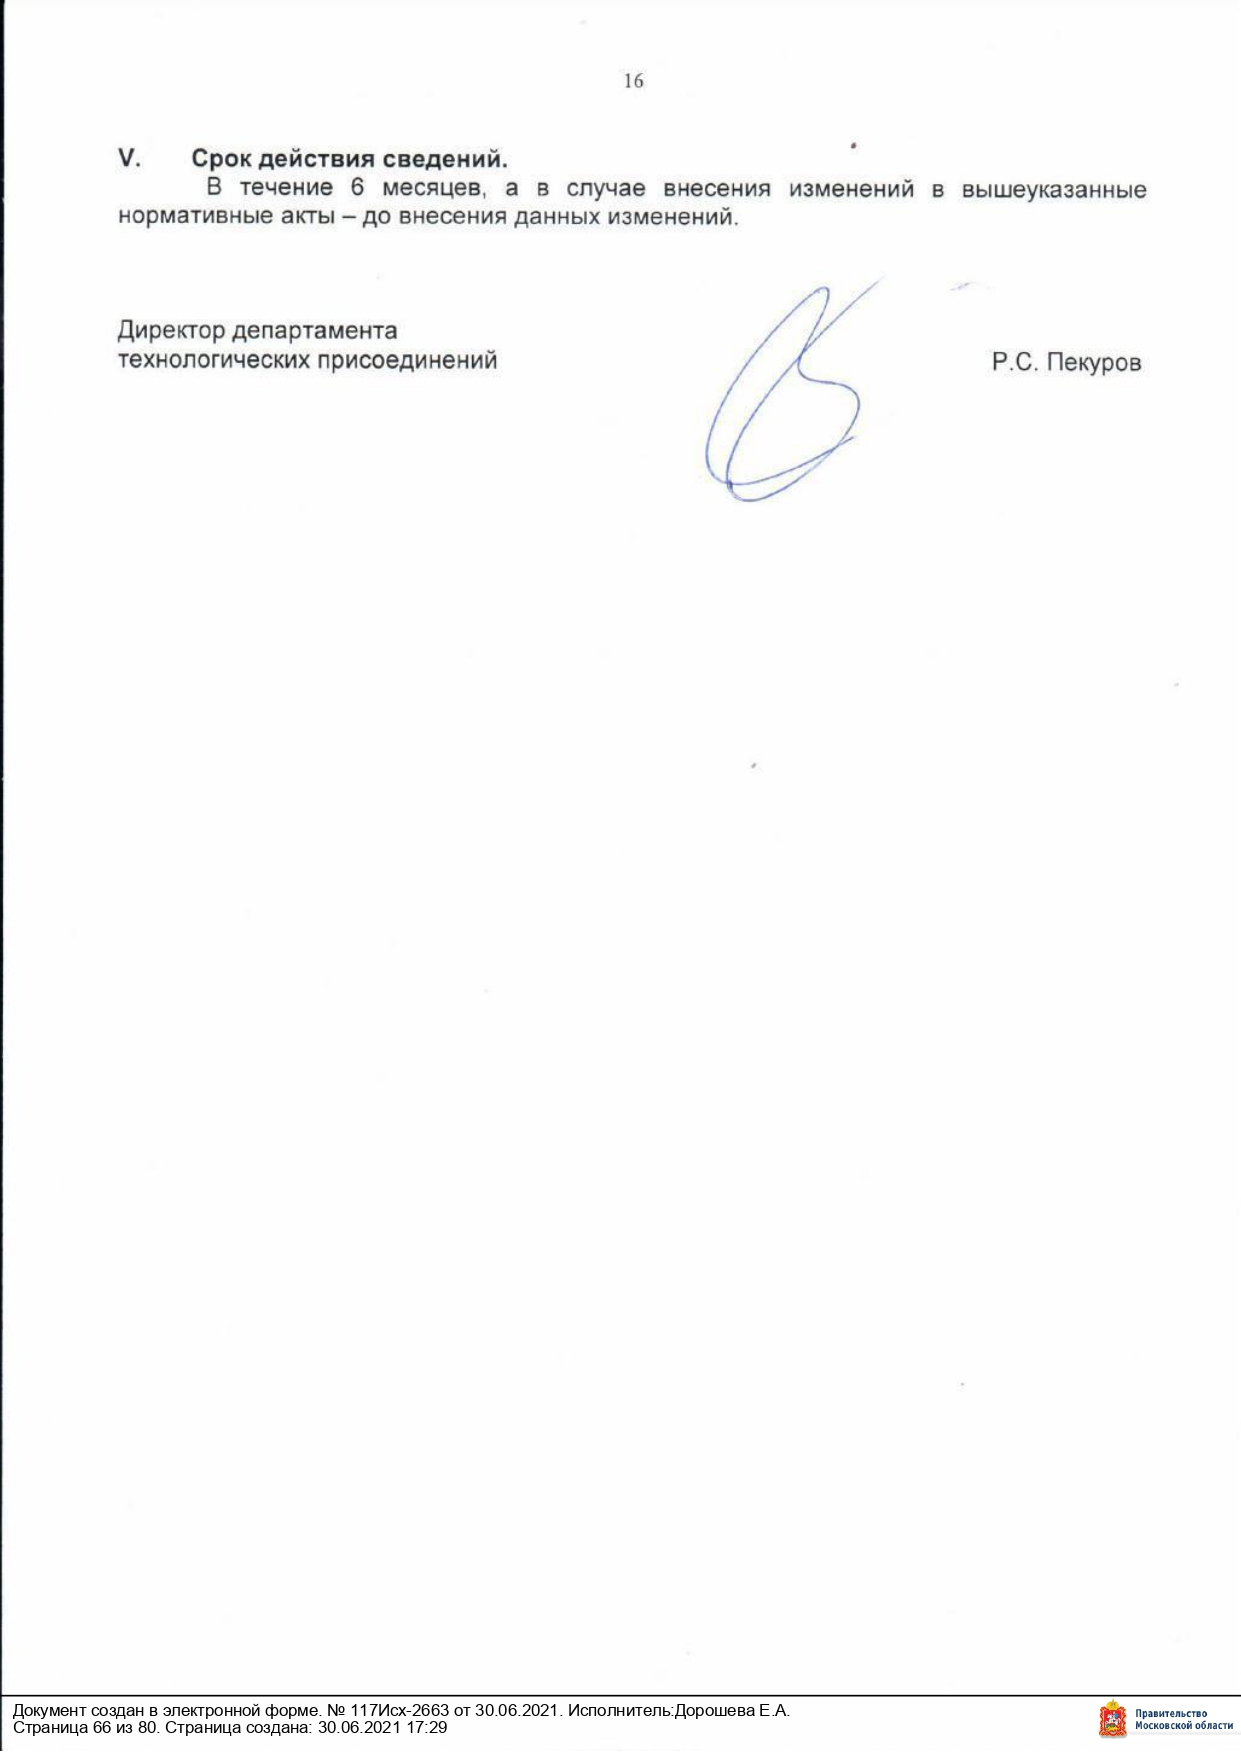 16
V. Срок действия сведений.
В течение 6 месяцев, а в случае внесения изменений в вышеуказанные
нормативные акты – до внесения данных изменений.
Директор департамента
технологических присоединений
Р.С. Пекуров
Документ создан в электронной форме. № 117Исх-2663 от 30.06.2021. Исполнитель:Дорошева Е.А.
Страница 66 из 80. Страница создана: 30.06.2021 17:29
Правительство
Московской области